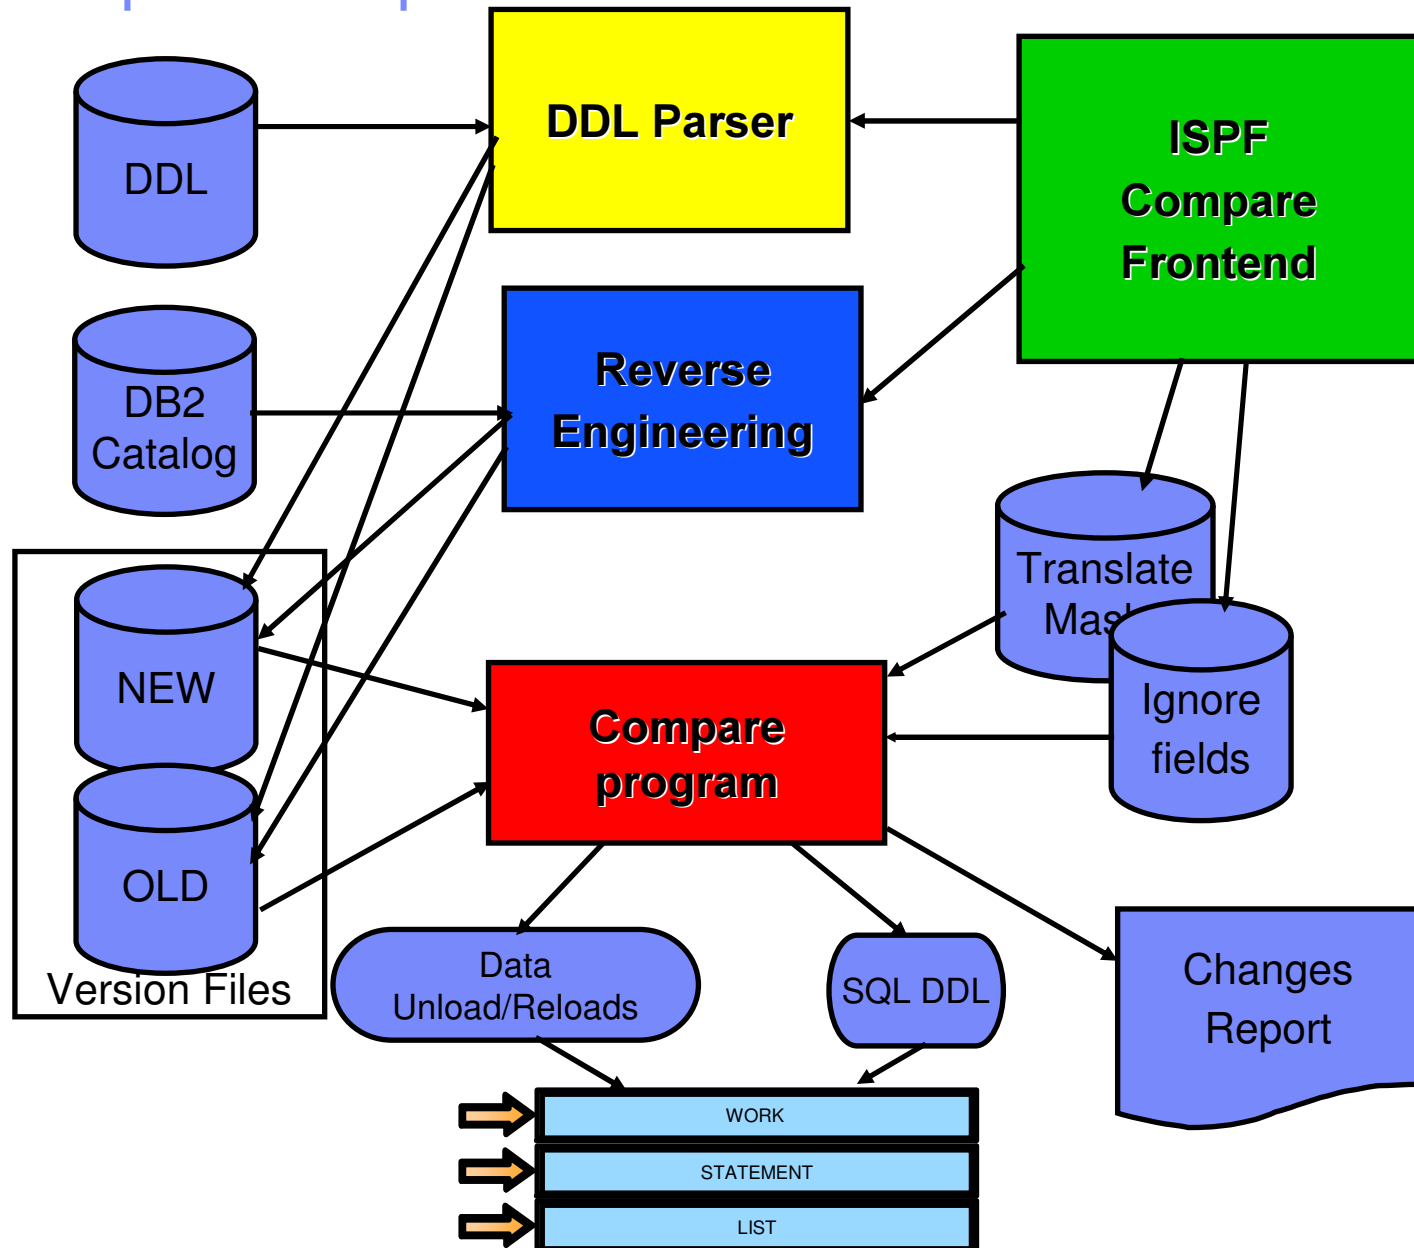 DDL Parser
ISPF
Compare
Frontend
DDL
Reverse
Engineering
DB2
Catalog
Translate
NEW
Ignore
fields
Compare
program
OLD
Version Files
Data
Unload/Reloads
SQL DDL
Changes
Report
WORK
STATEMENT
LIST